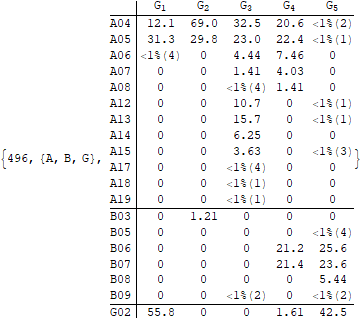 G1 G2 G3 G4 G5
A04 12.1 69.0 32.5 20.6 <1%(2)
A05 31.3 29.8 23.0 22.4 <1%(1)
A06 <1%(4) 0 4.44 7.46 0
A07 0 0 1.41 4.03 0
A08 0 0 <1%(4) 1.41 0
A12 0 0 10.7 0 <1%(1)
A13 0 0 15.7 0 <1%(1)
A14 0 0 6.25 0 0
A15 0 0 3.63 0 <1%(3)
{496, {A, B, G}, }
A17 0 0 <1%(4) 0 0
A18 0 0 <1%(1) 0 0
A19 0 0 <1%(1) 0 0
B03 0 1.21 0 0 0
B05 0 0 0 0 <1%(4)
B06 0 0 0 21.2 25.6
B07 0 0 0 21.4 23.6
B08 0 0 0 0 5.44
B09 0 0 <1%(2) 0 <1%(2)
G02 55.8 0 0 1.61 42.5